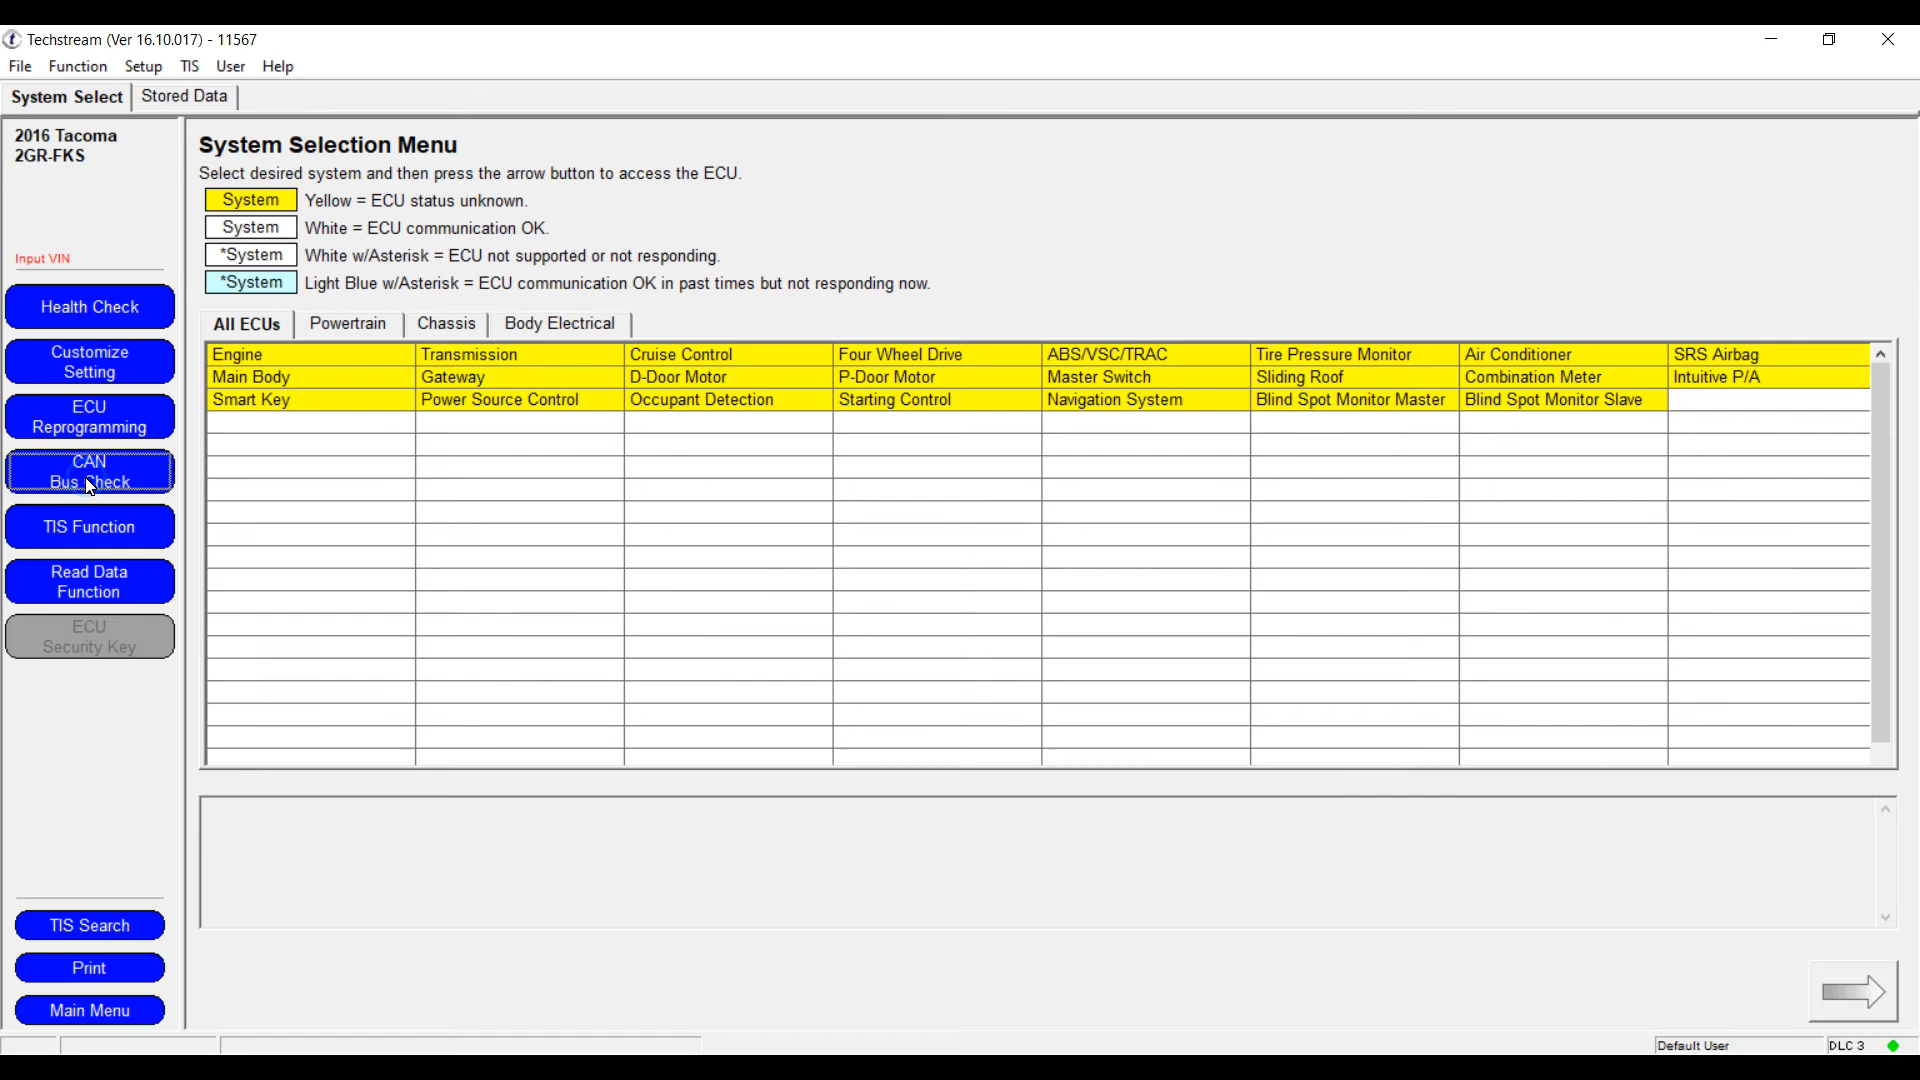 Techstream (Ver 16.10.017) - 11567
File Function Setup TIS User Help
System Select Stored Data
2016 Tacoma
2GR-FKS
Input VIN
Health Check
Customize
Setting
ECU
Reprogramming
CAN
Bus Check
TIS Function
Read Data
Function
ECU
Security Key
TIS Search
Print
Main Menu
System Selection Menu
Select desired system and then press the arrow button to access the ECU.
System Yellow = ECU status unknown.
System White = ECU communication OK.
*System White w/Asterisk = ECU not supported or not responding.
*System Light Blue w/Asterisk = ECU communication OK in past times but not responding now.
All ECUs Powertrain Chassis Body Electrical
Engine Transmission Cruise Control Four Wheel Drive ABS/VSC/TRAC Tire Pressure Monitor Air Conditioner SRS Airbag
Main Body Gateway D-Door Motor P-Door Motor Master Switch Sliding Roof Combination Meter Intuitive P/A
Smart Key Power Source Control Occupant Detection Starting Control Navigation System Blind Spot Monitor Master Blind Spot Monitor Slave
Default User DLC 3